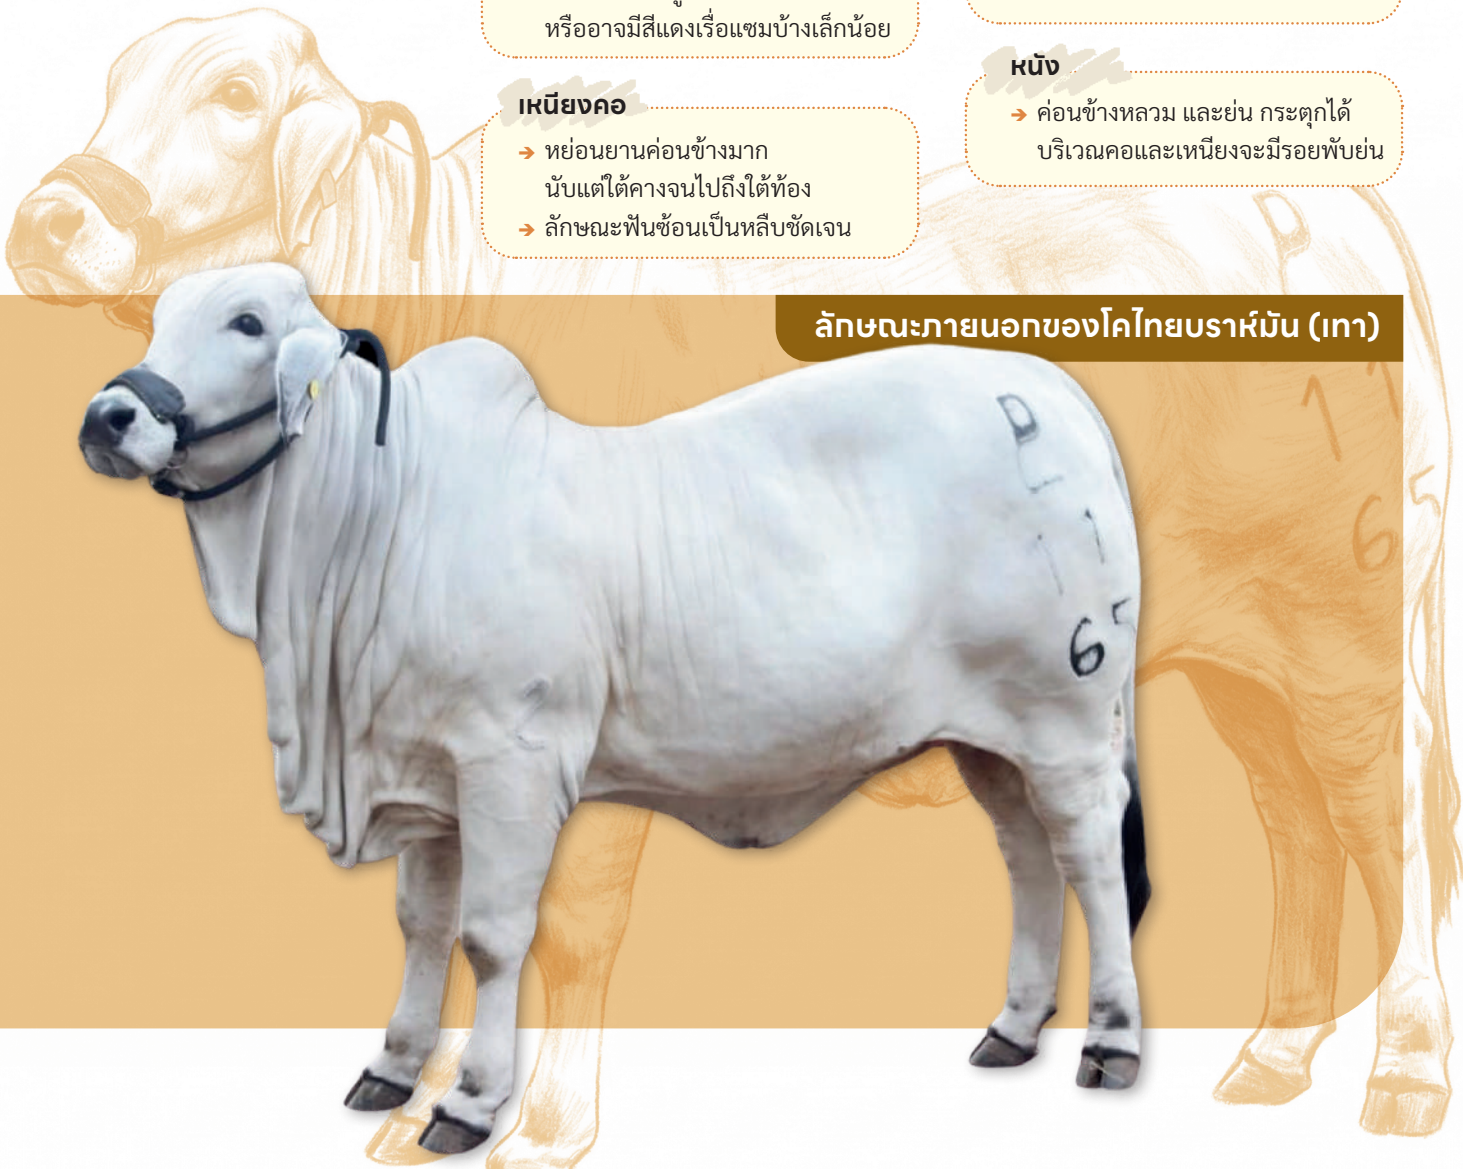 หรืออาจมีสีแดงเรื่อแซมบ้างเล็กน้อย
เหนียงคอ
➔ หย่อนยานค่อนข้างมาก
นับแต่ใต้คางจนไปถึงใต้ท้อง
➔ ลักษณะฟันซ้อนเป็นหลืบชัดเจน
หนัง
➔ ค่อนข้างหลวม และย่น กระตุกได้
บริเวณคอและเหนียงจะมีรอยพับย่น
ลักษณะภายนอกของโคไทยบราห์มัน (เทา)
D
1 1
6 5